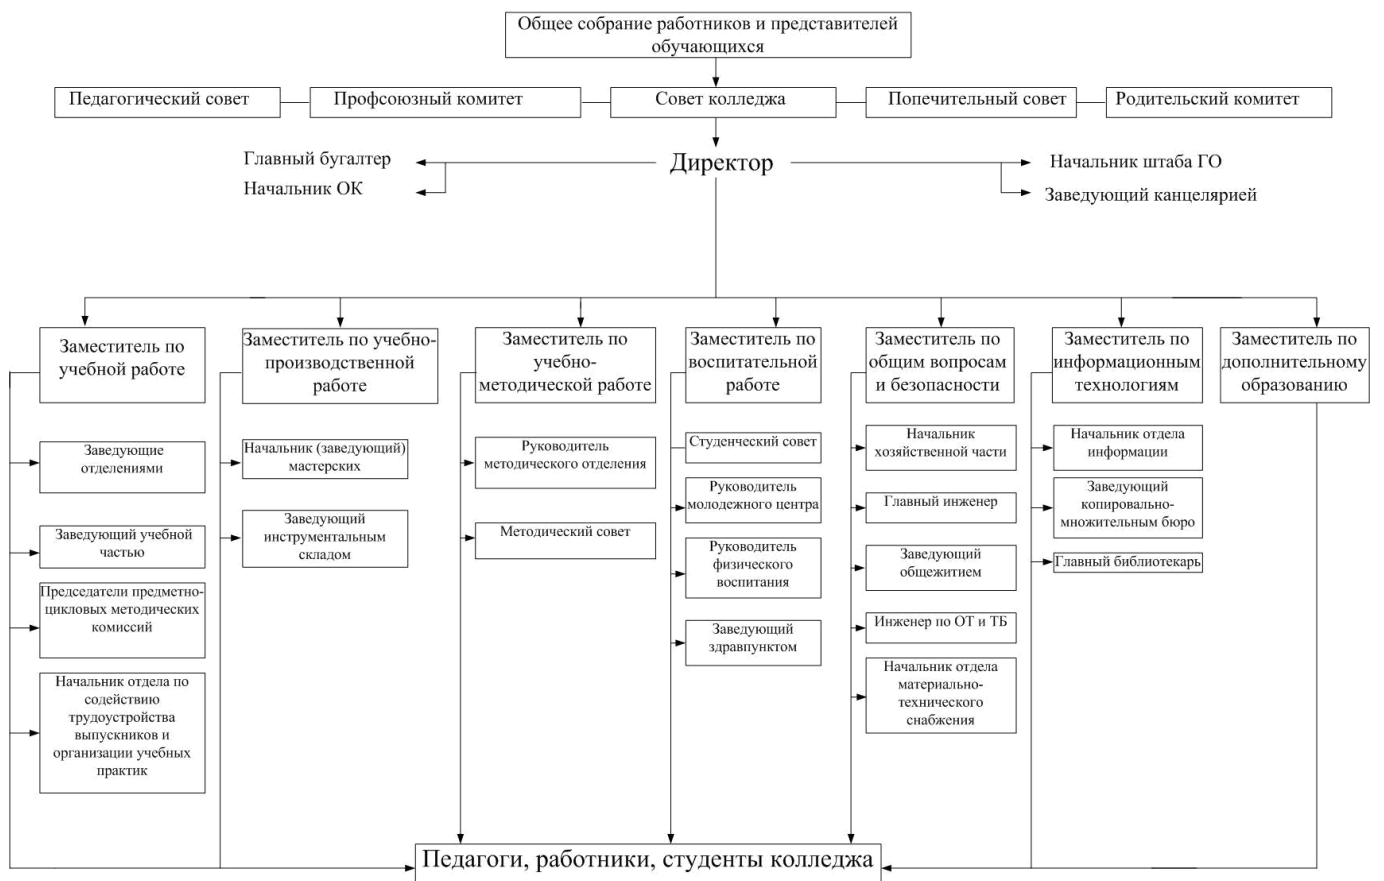 Общее собрание работников и представителей
обучающихся
Педагогический совет
Профсоюзный комитет
Совет колледжа
Попечительный совет
Родительский комитет
Главный бугалтер
Директор
Начальник штаба ГО
Начальник ОК
Заведующий канцелярией
Заместитель по
учебной работе
Заместитель по учебно-
производственной
работе
Заместитель по
учебно-
методической работе
Заместитель по
воспитательной
работе
Заместитель по
общим вопросам
и безопасности
Заместитель по
информационным
технологиям
Заместитель по
дополнительному
образованию
Заведующие
отделениями
Заведующий учебной
частью
Председатели предметно-
цикловых методических
комиссий
Начальник отдела по
содействию
трудоустройства
выпускников и
организации учебных
практик
Начальник (заведующий)
мастерских
Заведующий
инструментальным
складом
Руководитель
методического отделения
Методический совет
Студенческий совет
Руководитель
молодежного центра
Руководитель
физического
воспитания
Заведующий
здравпунктом
Начальник
хозяйственной части
Главный инженер
Заведующий
общежитием
Инженер по ОТ и ТБ
Начальник отдела
материально-
технического
снабжения
Начальник отдела
информации
Заведующий
копировально-
множительным бюро
Главный библиотекарь
Педагоги, работники, студенты колледжа